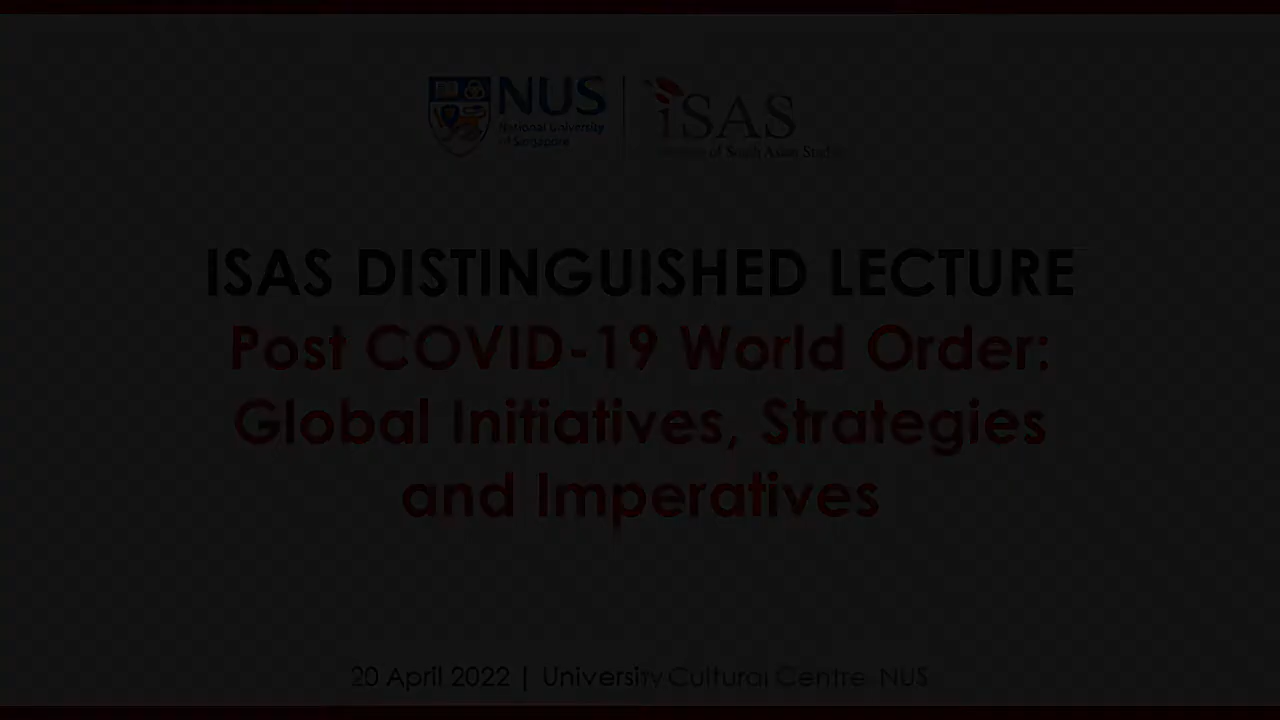 NUS
National University
of Singapore
iSAS
of South Asian Studies
ISAS DISTINGUISHED LECTURE
Post COVID-19 World Order:
Global Initiatives, Strategies
and Imperatives
20 April 2022 | University Cultural Centre, NUS